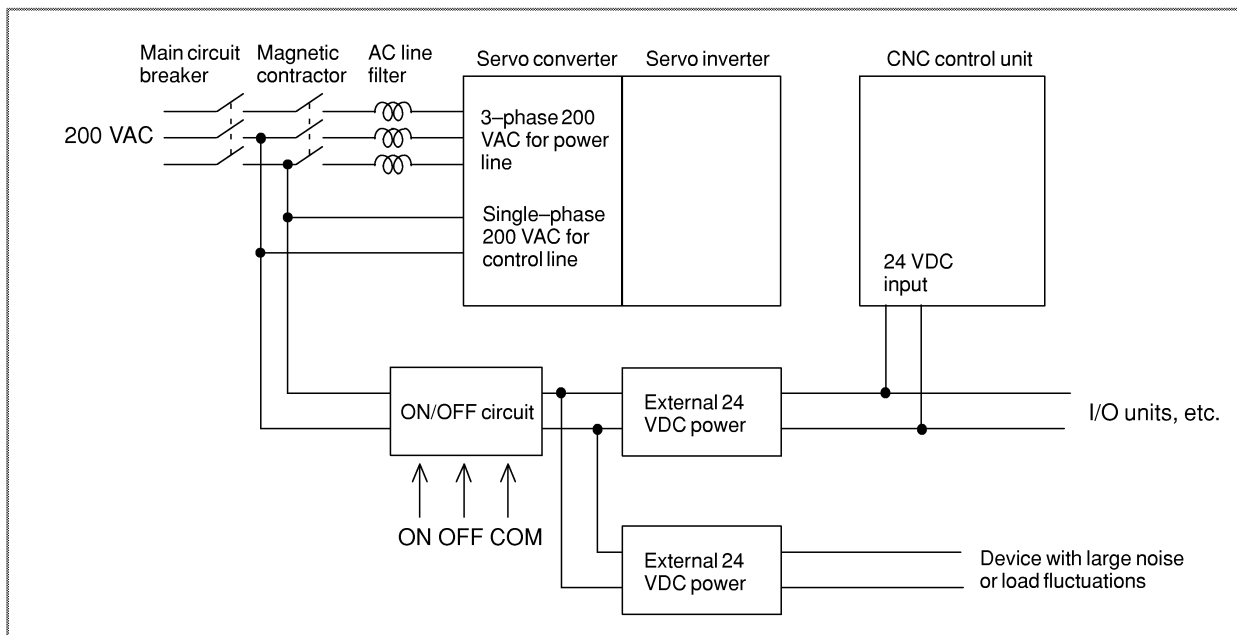 Main circuit
breaker
Magnetic
contractor
AC line
filter
Servo converter
Servo inverter
CNC control unit
200 VAC
3–phase 200
VAC for power
line
Single–phase
200 VAC for
control line
24 VDC
input
ON/OFF circuit
External 24
VDC power
I/O units, etc.
ON OFF COM
External 24
VDC power
Device with large noise
or load fluctuations